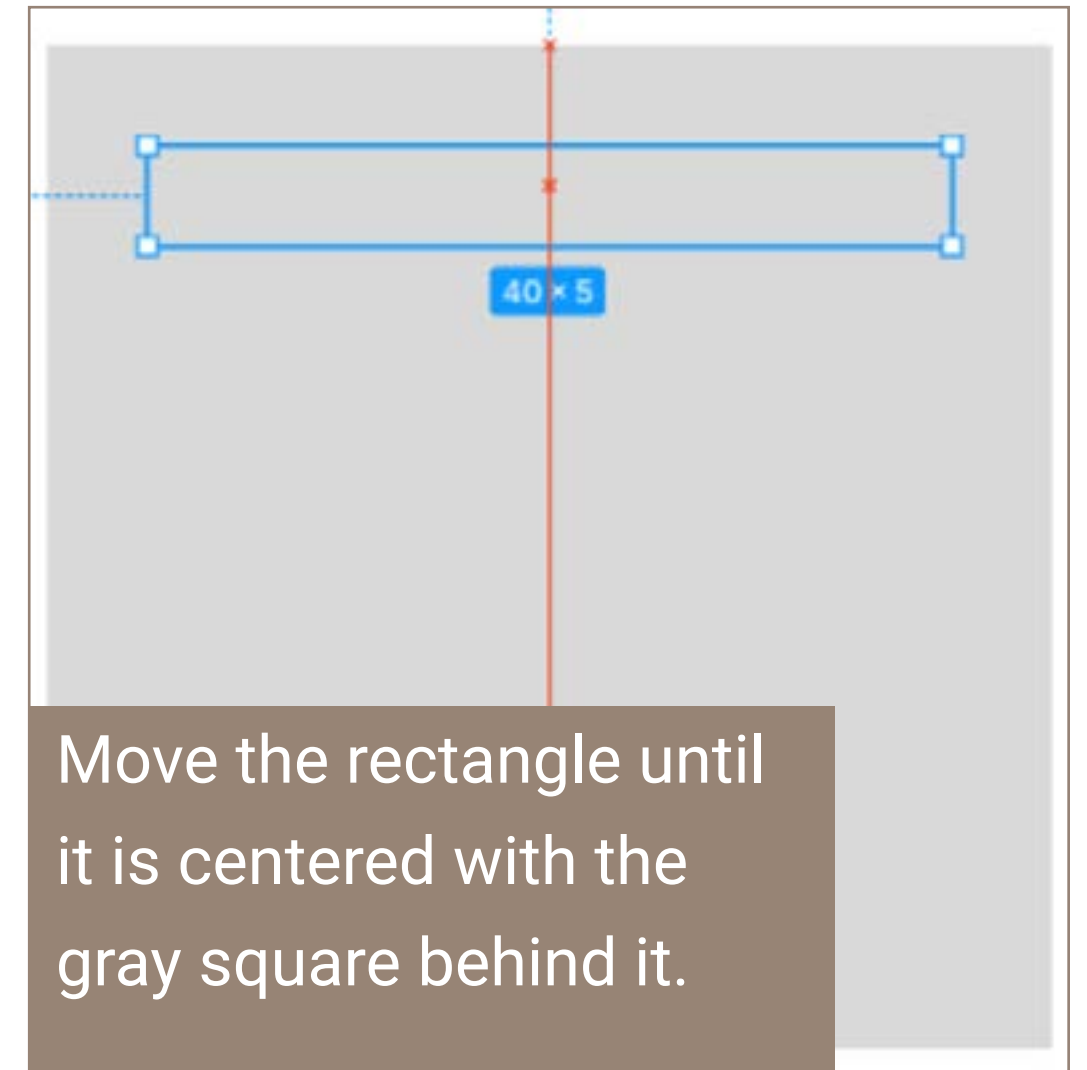 40 × 5
Move the rectangle until
it is centered with the
gray square behind it.